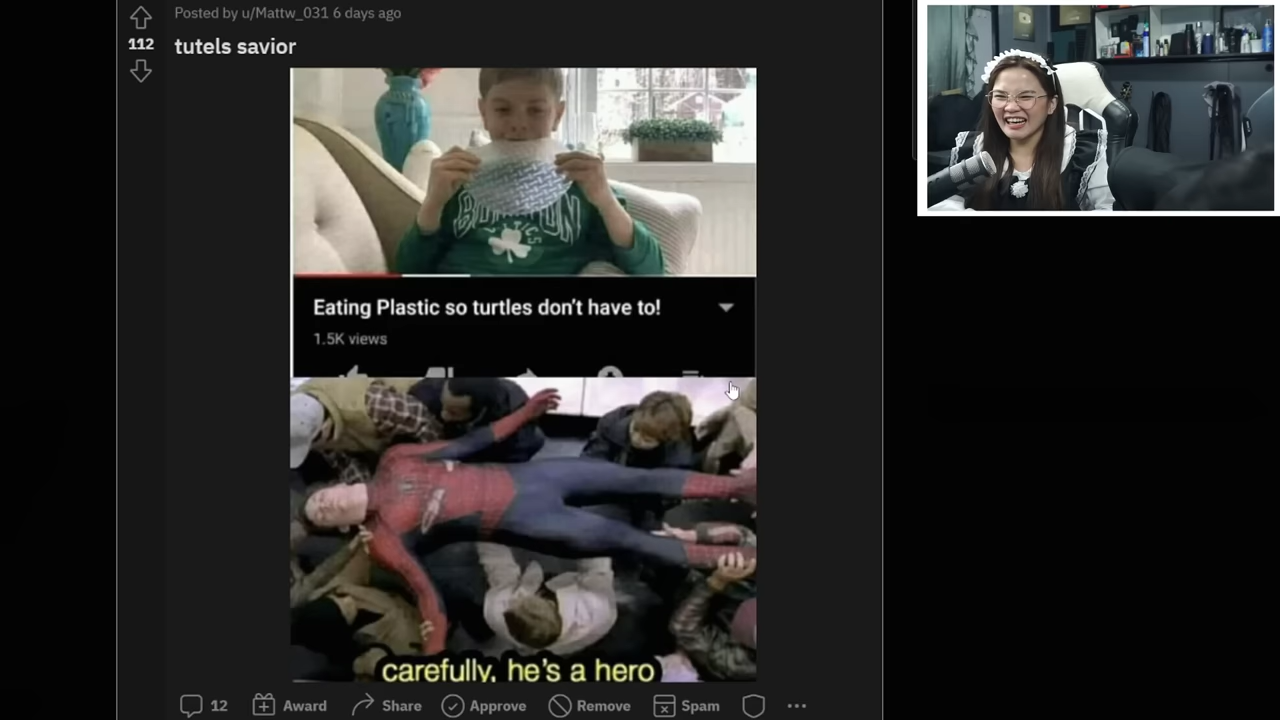 Posted by u/Mattw_031 6 days ago
112
tutels savior
Eating Plastic so turtles don't have to!
1.5K views
carefully, he's a hero
12 Award Share Approve Remove Spam